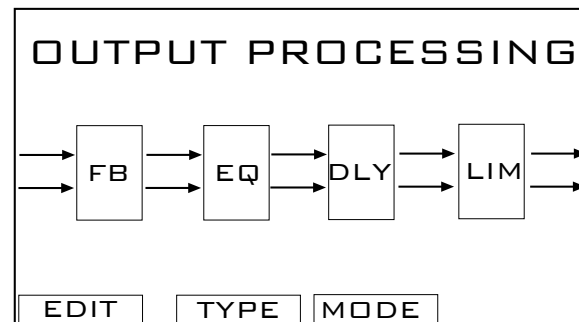 OUTPUT PROCESSING
FB EQ DLY LIM
EDIT TYPE MODE